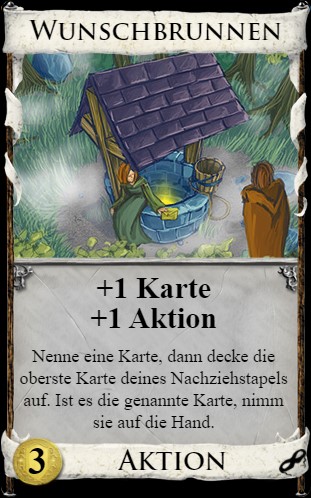 Wunschbrunnen
+1 Karte
+1 Aktion
Nenne eine Karte, dann decke die
oberste Karte deines Nachziehstapels
auf. Ist es die genannte Karte, nimm
sie auf die Hand.
3
Aktion